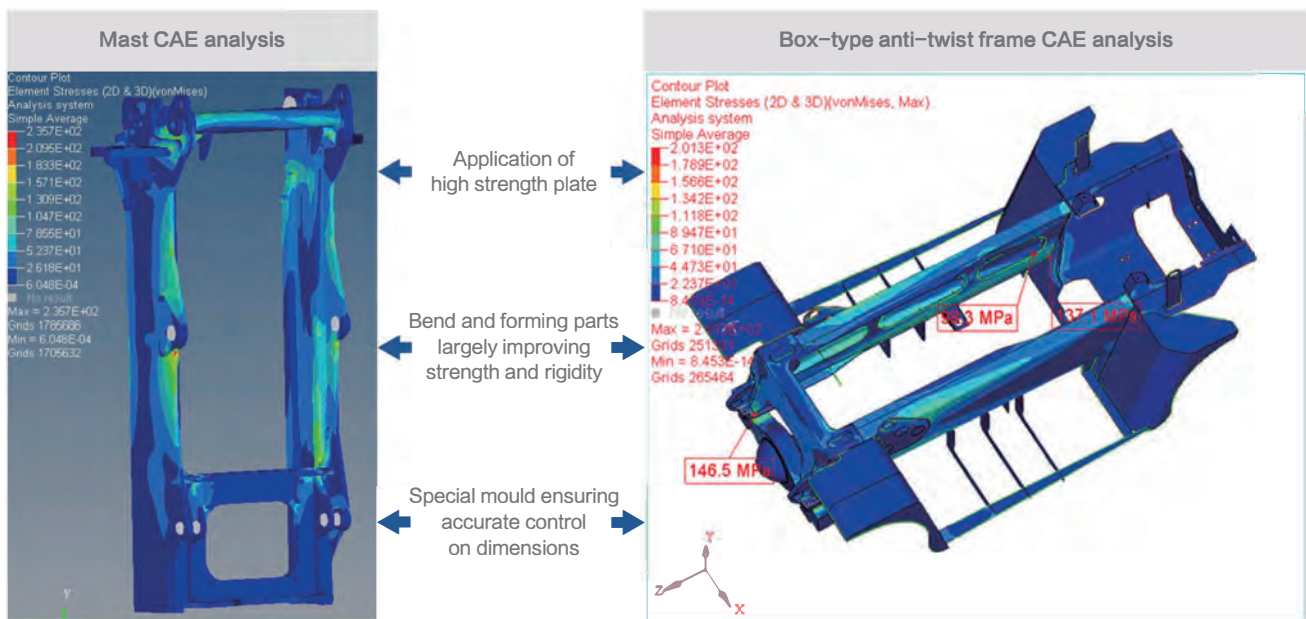 Mast CAE analysis
Box-type anti-twist frame CAE analysis
Contour Plot
Element Stresses (2D & 3D)(vonMises)
Analysis system
Simple Average
2.357E+02
2.095E+02
1.833E+02
1.571E+02
1.309E+02
1.047E+02
7.855E+01
5.237E+01
2.618E+01
6.048E-04
No result
Max = 2.357E+02
Grids 1785686
Min = 6.048E-04
Grids 1705632
y
Application of
high strength plate
Bend and forming parts
largely improving
strength and rigidity
Special mould ensuring
accurate control
on dimensions
Contour Plot
Element Stresses (2D & 3D)(vonMises, Max)
Analysis system
Simple Average
2.013E+02
1.789E+02
1.566E+02
1.342E+02
1.118E+02
8.947E+01
6.710E+01
4.473E+01
2.237E+01
Max =
Grids
Min = 8.453E-14
Grids 265464
MPa
137.1 MPa
146.5 MPa
Y
Z
X